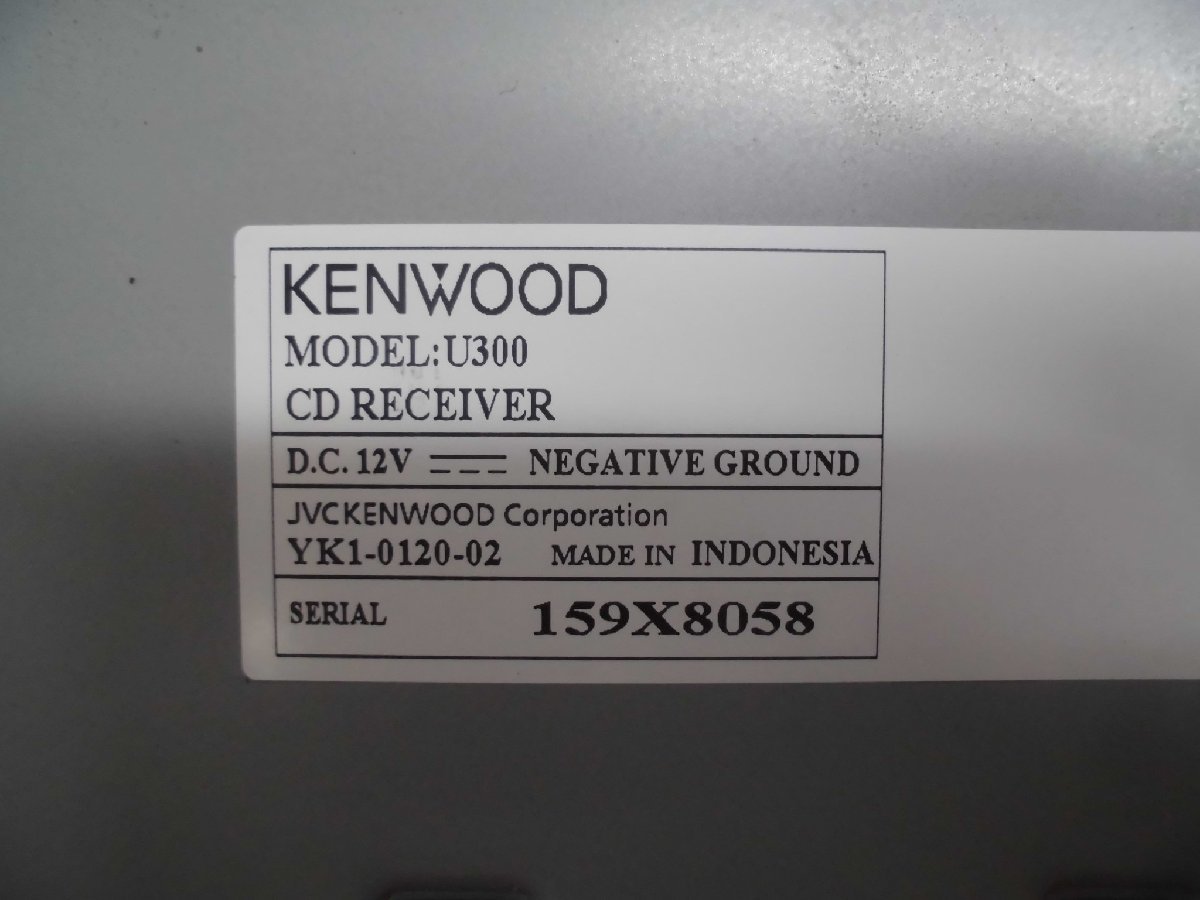 KENWOOD
MODEL:U300
CD RECEIVER
D.C. 12V NEGATIVE GROUND
JVCKENWOOD Corporation
YK1-0120-02 MADE IN INDONESIA
SERIAL 159X8058